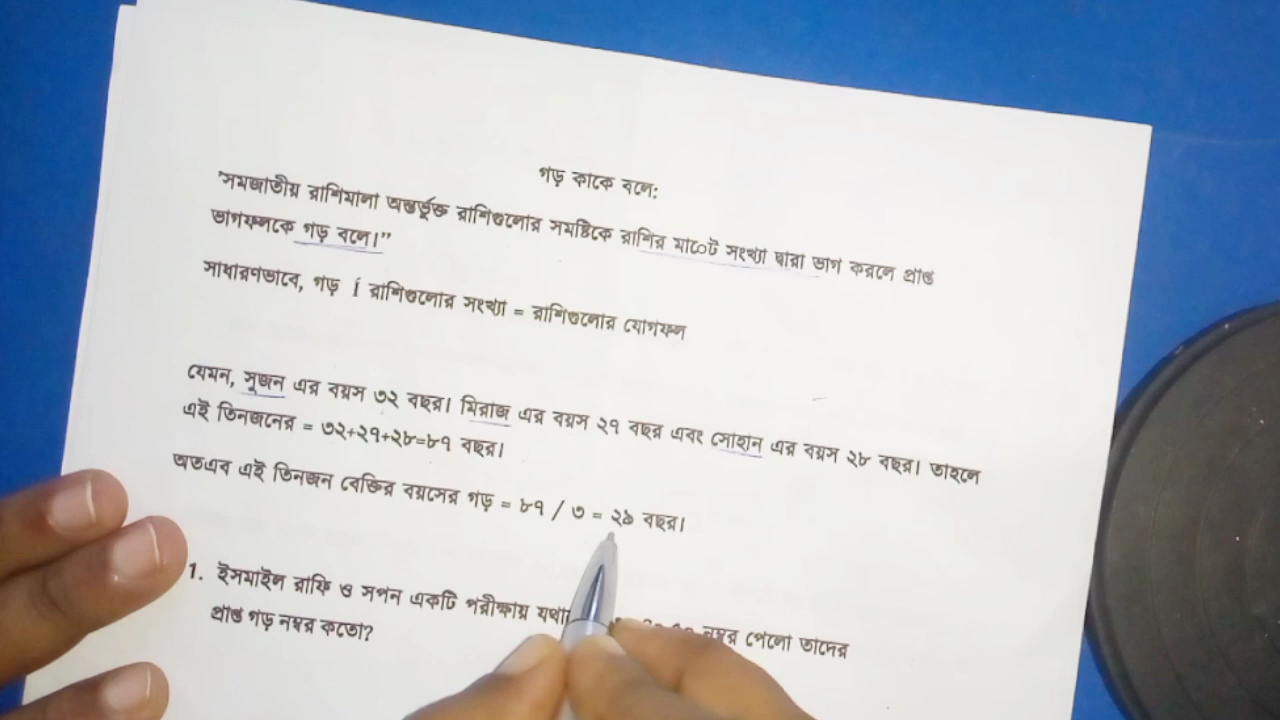 গড় কাকে বলে:
"সমজাতীয় রাশিমালা অন্তর্ভুক্ত রাশিগুলোর সমষ্টিকে রাশির মাটে সংখ্যা দ্বারা ভাগ করলে প্রাপ্ত
ভাগফলকে গড় বলে।”
সাধারণভাবে, গড় Í রাশিগুলোর সংখ্যা = রাশিগুলোর যোগফল
যেমন, সুজন এর বয়স ৩২ বছর। মিরাজ এর বয়স ২৭ বছর এবং সোহান এর বয়স ২৮ বছর। তাহলে
এই তিনজনের = ৩২+২৭+২৮=৮৭ বছর।
অতএব এই তিনজন বেক্তির বয়সের গড় = ৮৭ / ৩ = ২৯ বছর।
1. ইসমাইল রাফি ও সপন একটি পরীক্ষায় নম্বর পেলো তাদের
প্রাপ্ত গড় নম্বর কতো?